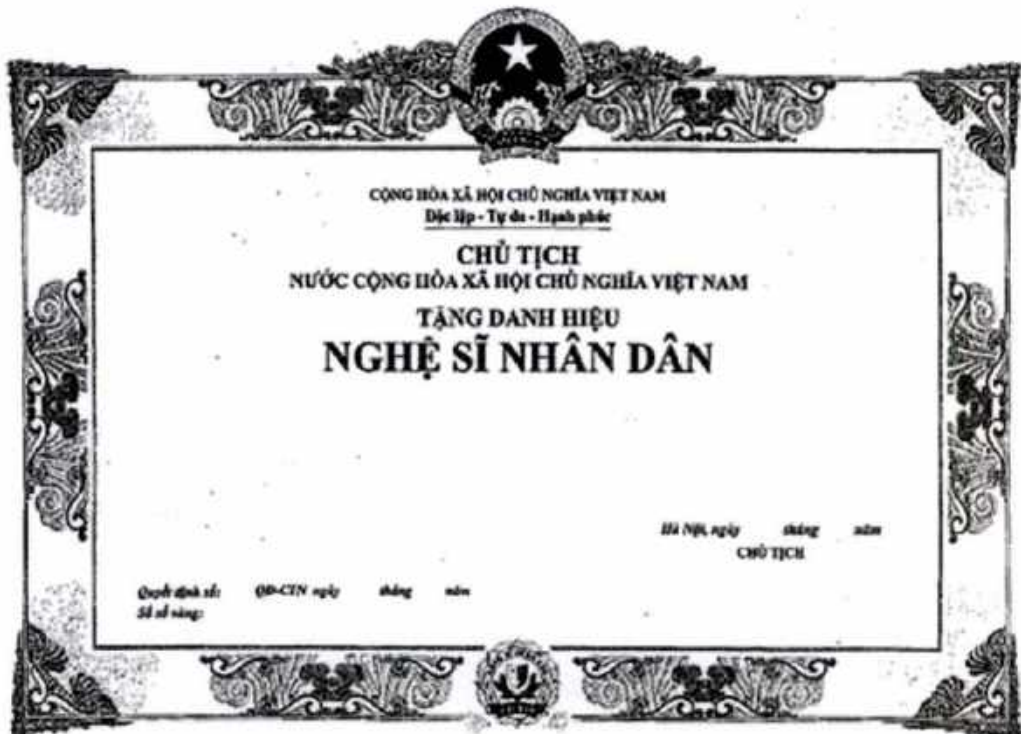 CỘNG HÒA XÃ HỘI CHỦ NGHĨA VIỆT NAM
Độc lập - Tự do - Hạnh phúc
CHỦ TỊCH
NƯỚC CỘNG HÒA XÃ HỘI CHỦ NGHĨA VIỆT NAM
TẶNG DANH HIỆU
NGHỆ SĨ NHÂN DÂN
Hà Nội, ngày tháng năm
CHỦ TỊCH
Quyết định số: QĐ-CTN ngày tháng năm
Số sổ vàng: